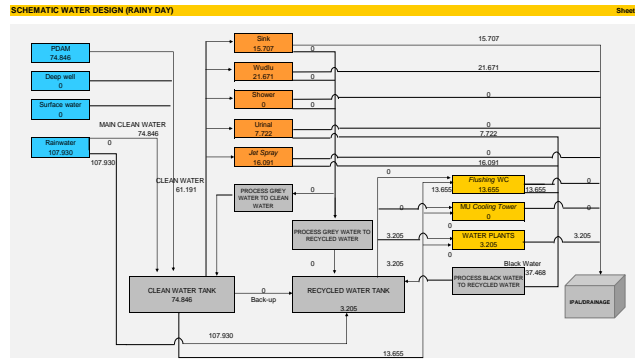 SCHEMATIC WATER DESIGN (RAINY DAY)
Sheet
PDAM
74.846
Deep well
0
Surface water
0
Rainwater
107.930
MAIN CLEAN WATER
74.846
0
107.930
CLEAN WATER
61.191
Sink
15.707
0
15.707
Wudlu
21.671
0
21.671
Shower
0
0
0
Urinal
7.722
0
7.722
Jet Spray
16.091
0
16.091
PROCESS GREY
WATER TO CLEAN
WATER
0
PROCESS GREY WATER TO
RECYCLED WATER
0
0
Flushing WC
13.655
13.655
13.655
0
MU Cooling Tower
0
0
0
0
WATER PLANTS
3.205
3.205
3.205
0
3.205
Black Water
37.468
PROCESS BLACK WATER
TO RECYCLED WATER
CLEAN WATER TANK
74.846
0
Back-up
RECYCLED WATER TANK
3.205
107.930
13.655
IPAL/DRAINAGE